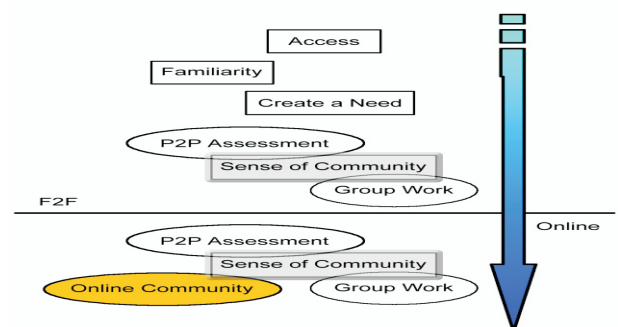 Access
Familiarity
Create a Need
P2P Assessment
Sense of Community
Group Work
F2F
Online
P2P Assessment
Sense of Community
Online Community
Group Work